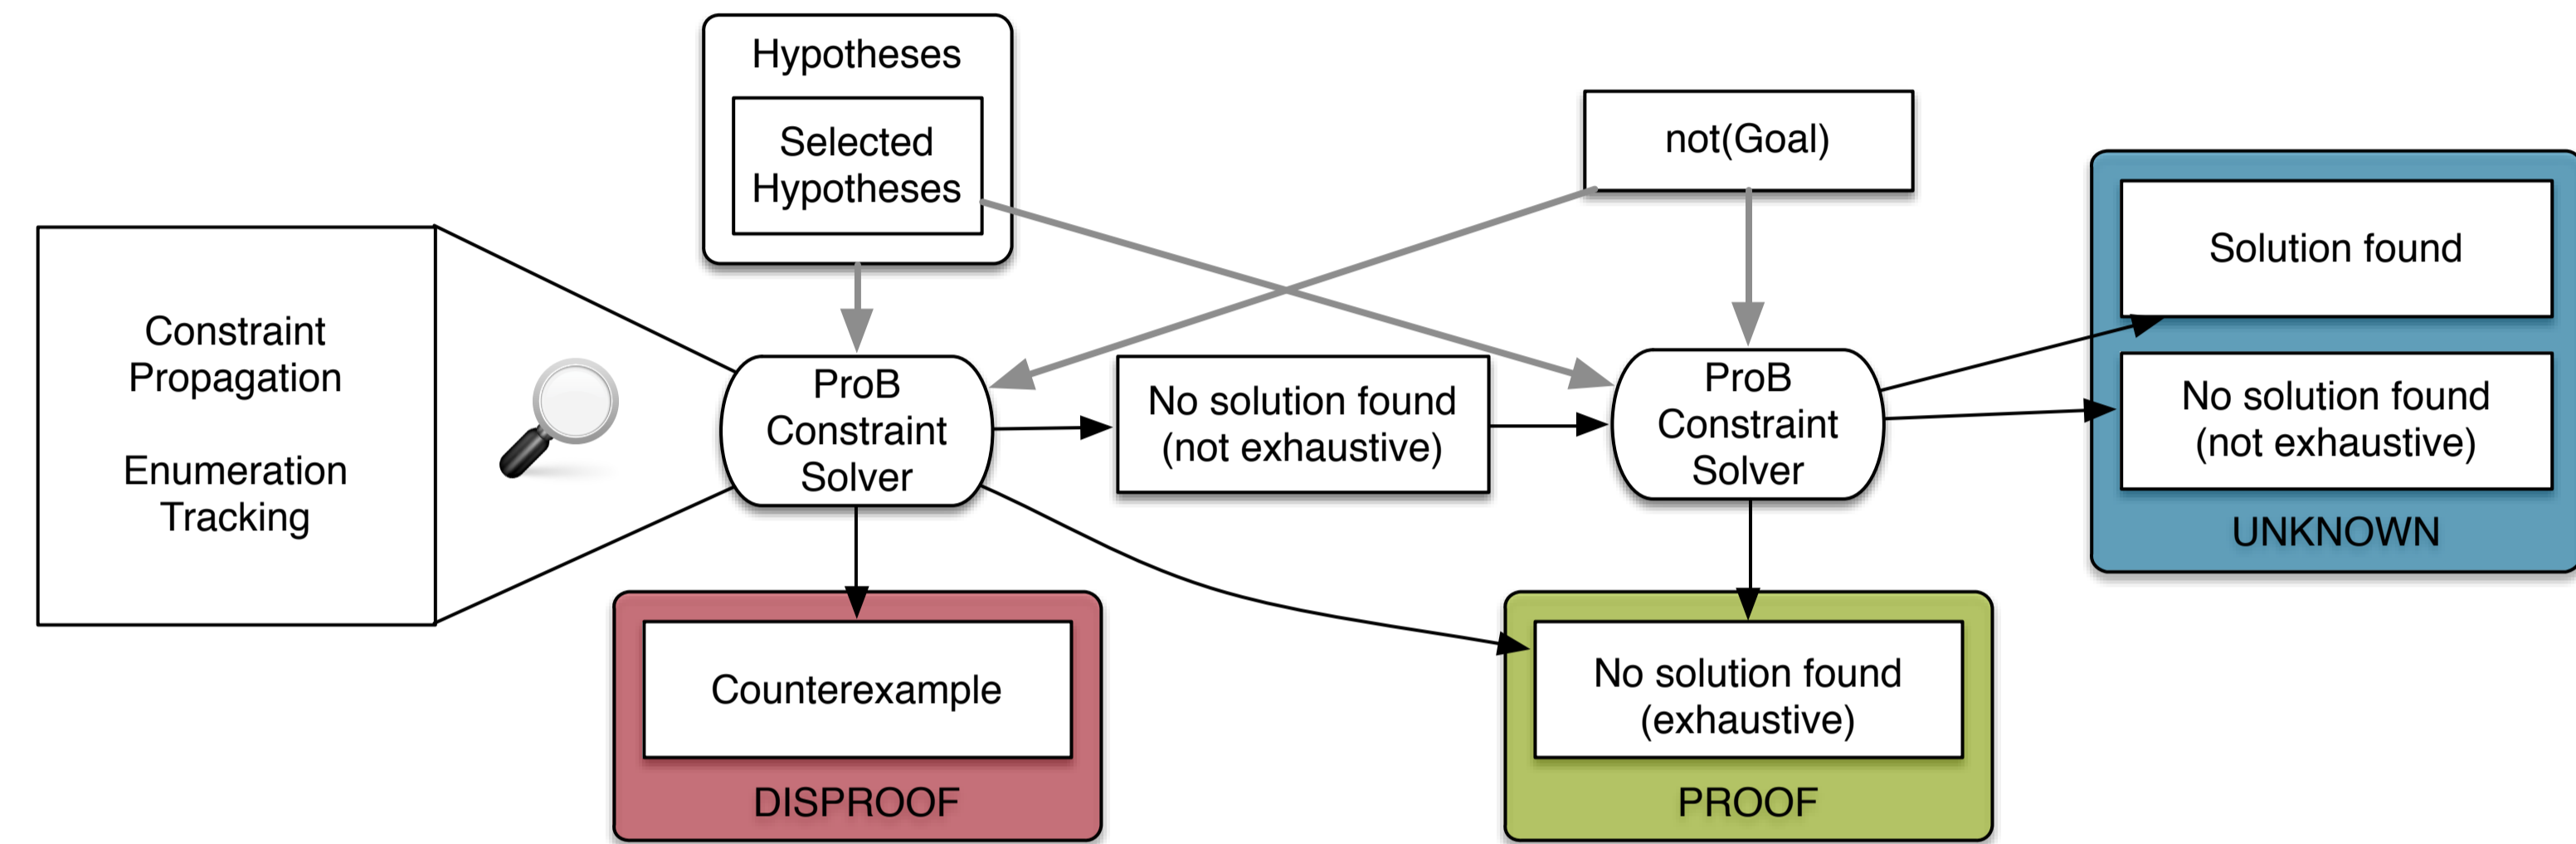 Hypotheses
Selected
Hypotheses
not(Goal)
Solution found
No solution found
(not exhaustive)
UNKNOWN
Constraint
Propagation
Enumeration
Tracking
ProB
Constraint
Solver
No solution found
(not exhaustive)
ProB
Constraint
Solver
Counterexample
DISPROOF
No solution found
(exhaustive)
PROOF